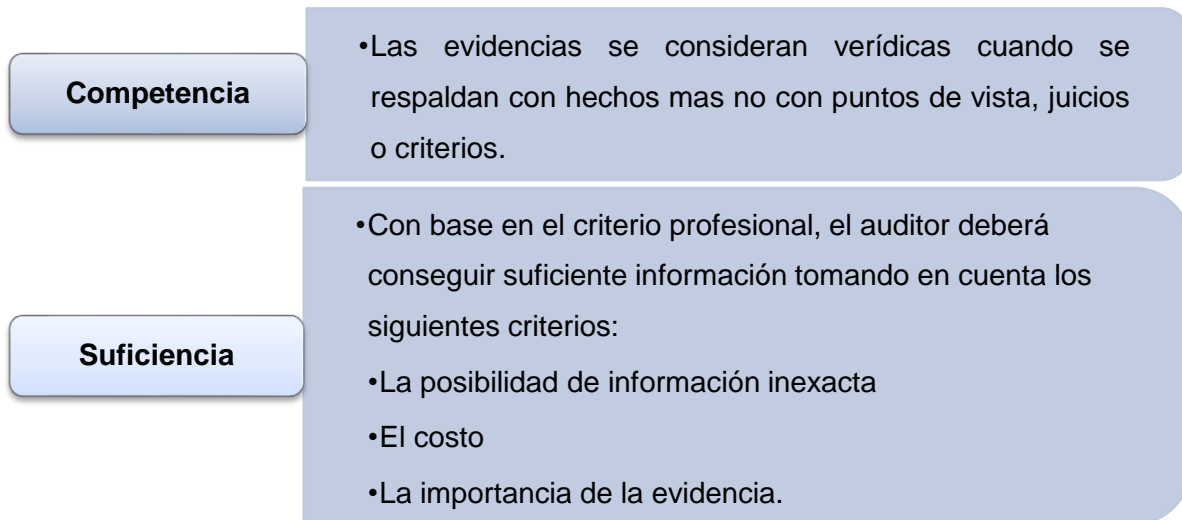 Competencia
•Las evidencias se consideran verídicas cuando se
respaldan con hechos mas no con puntos de vista, juicios
o criterios.
Suficiencia
•Con base en el criterio profesional, el auditor deberá
conseguir suficiente información tomando en cuenta los
siguientes criterios:
•La posibilidad de información inexacta
•El costo
•La importancia de la evidencia.